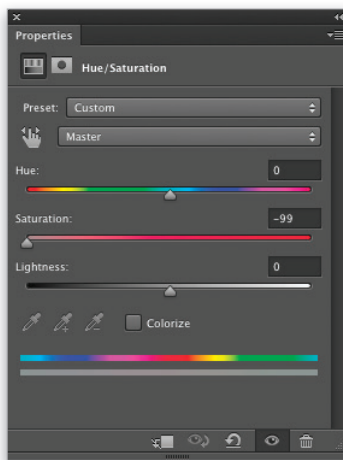 Properties
Hue/Saturation
Preset: Custom
Master
Hue: 0
Saturation: -99
Lightness: 0
Colorize